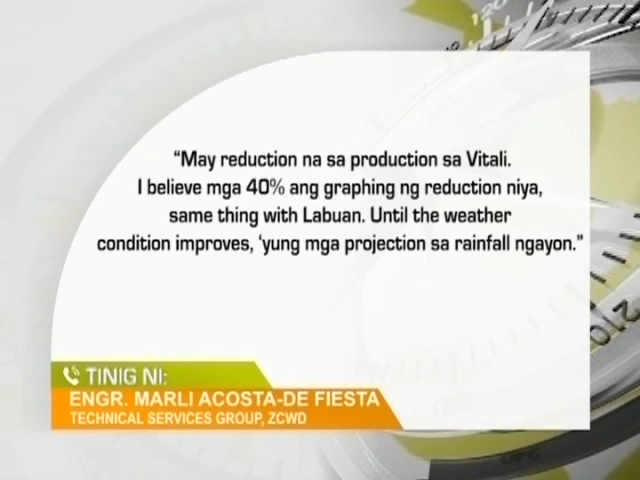 “May reduction na sa production sa Vitali.
I believe mga 40% ang graphing ng reduction niya,
same thing with Labuan. Until the weather
condition improves, ‘yung mga projection sa rainfall ngayon.”
TINIG NI:
ENGR. MARLI ACOSTA-DE FIESTA
TECHNICAL SERVICES GROUP, ZCWD